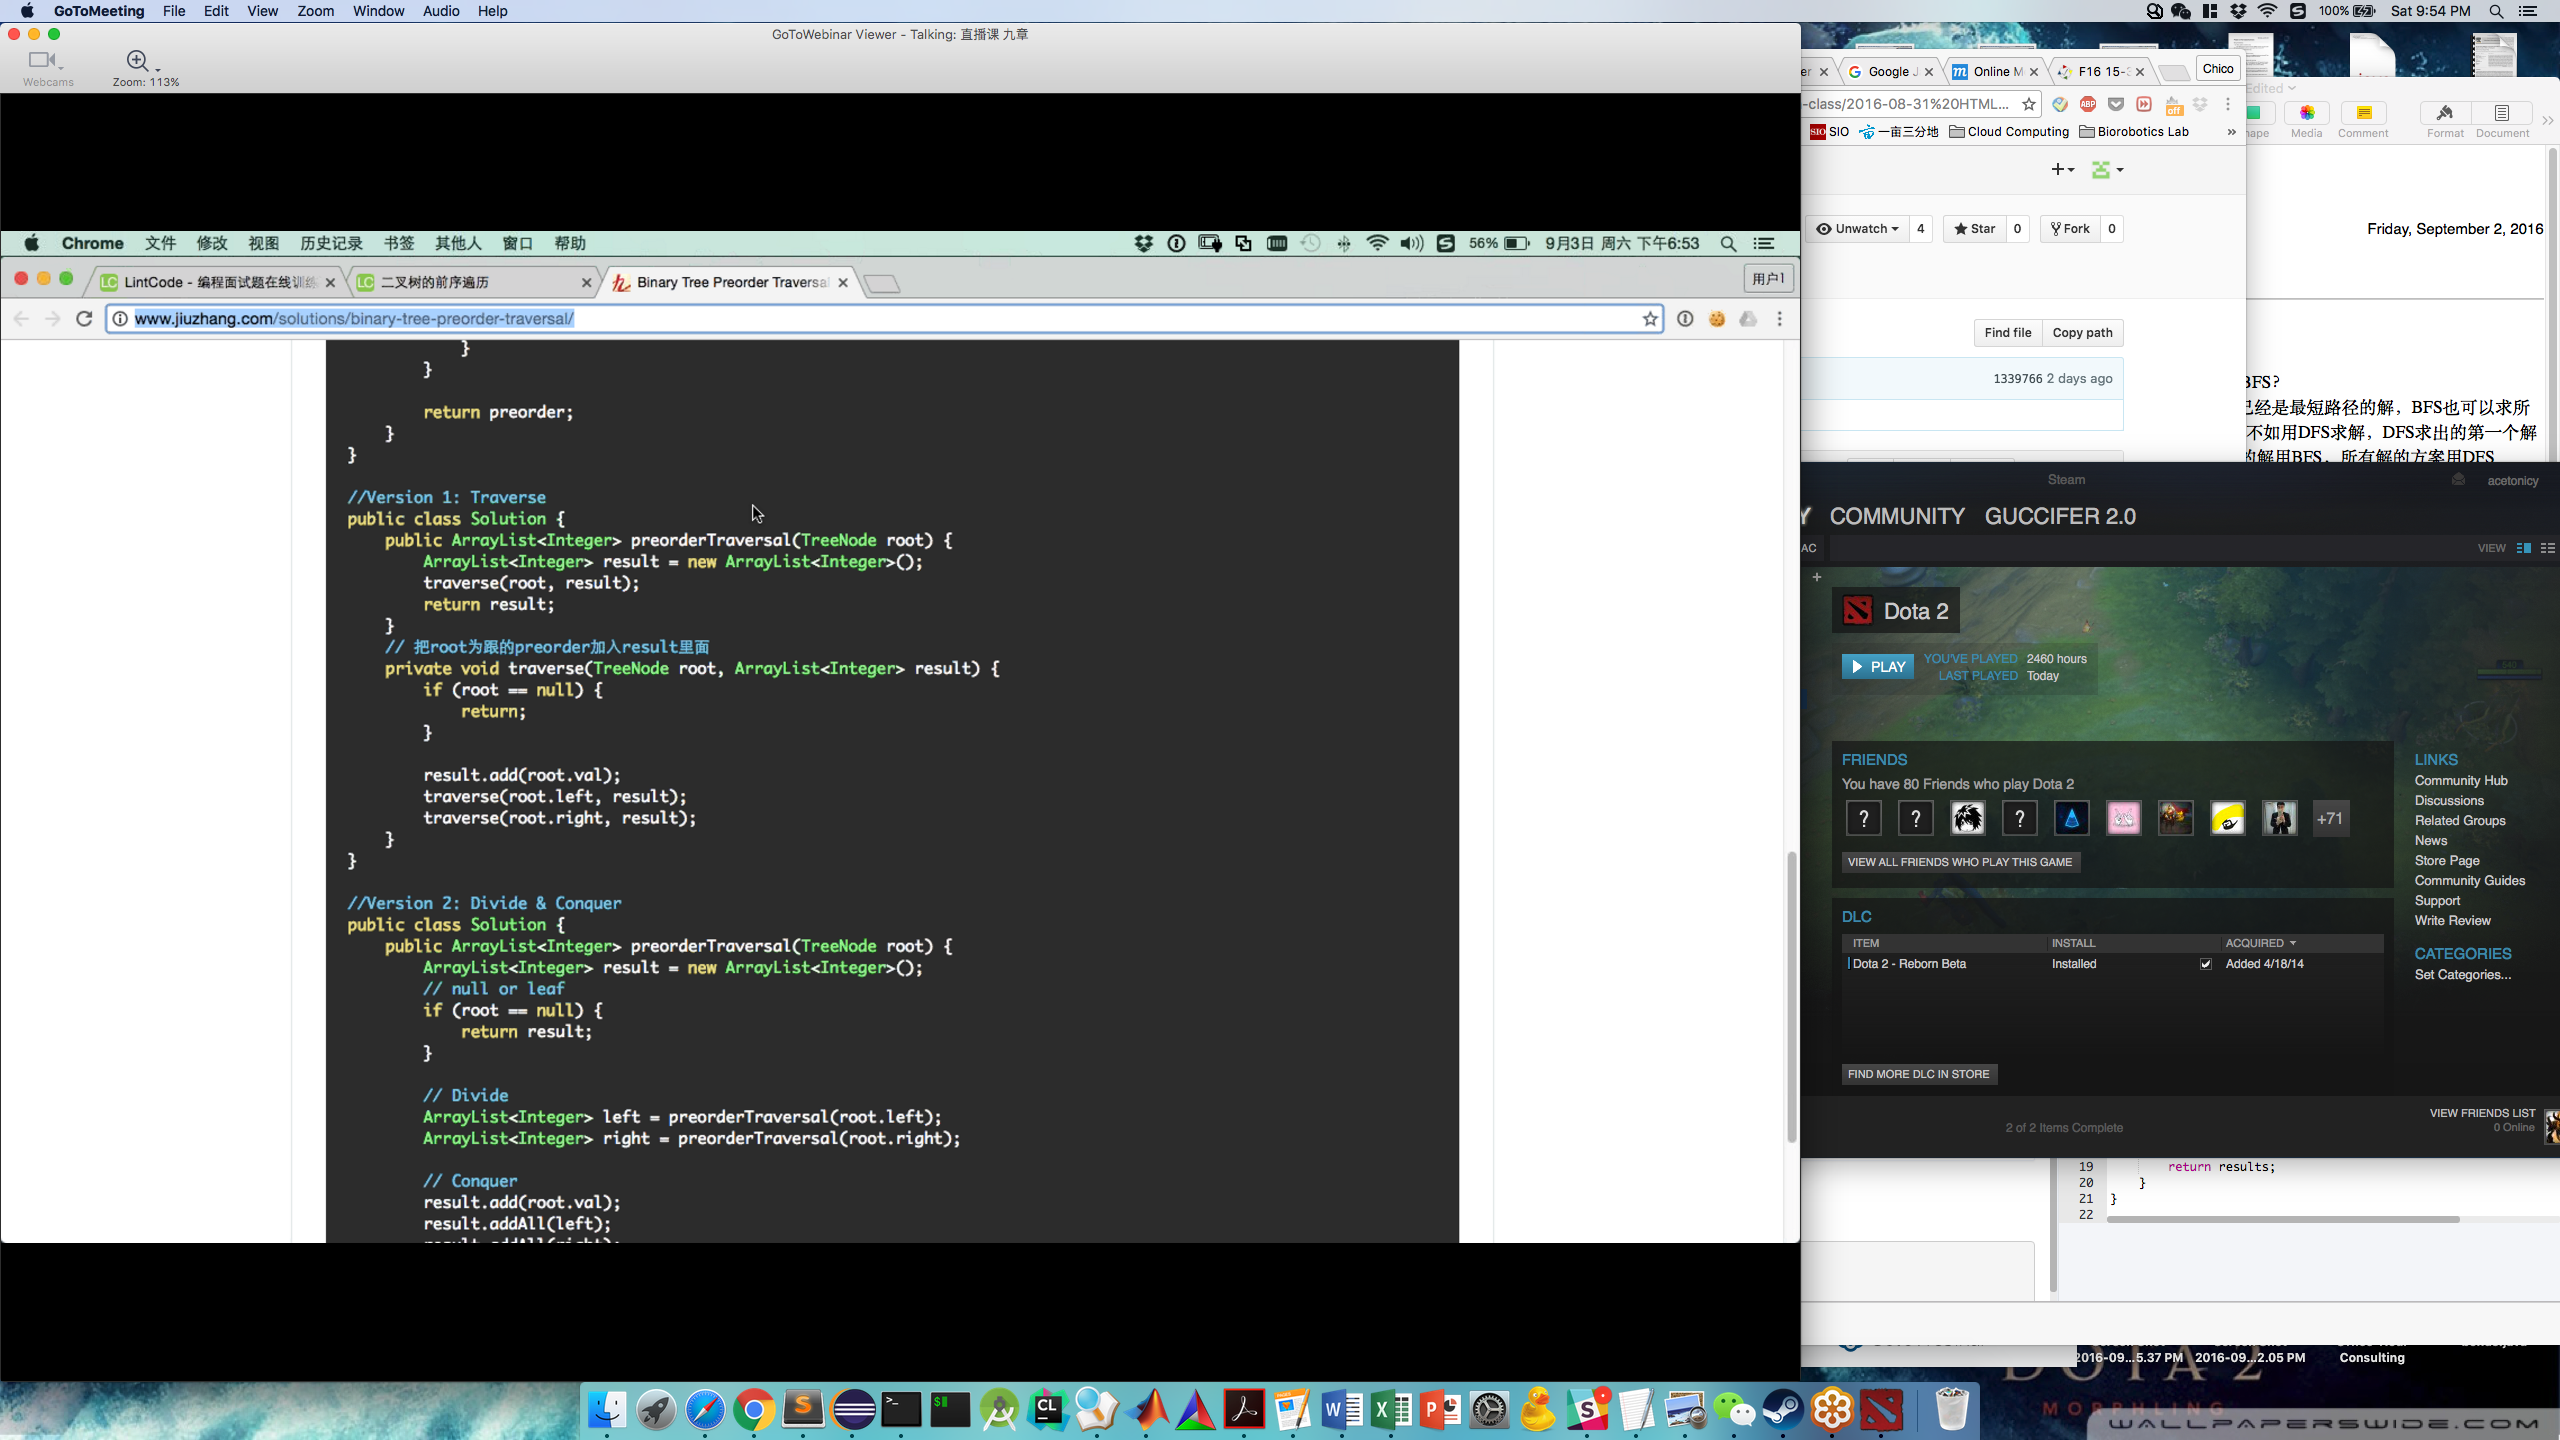 GoToMeeting File Edit View Zoom Window Audio Help
100% Sat 9:54 PM
GoToWebinar Viewer - Talking: 直播课 九章
Webcams
Zoom: 113%
Chrome 文件 修改 视图 历史记录 书签 其他人 窗口 帮助
56% 9月3日 周六 下午6:53
LintCode - 编程面试题在线训练
二叉树的前序遍历
Binary Tree Preorder Traversal
用户1
www.jiuzhang.com/solutions/binary-tree-preorder-traversal/
}
}
return preorder;
}
}
//Version 1: Traverse
public class Solution {
public ArrayList<Integer> preorderTraversal(TreeNode root) {
ArrayList<Integer> result = new ArrayList<Integer>();
traverse(root, result);
return result;
}
// 把root为跟的preorder加入result里面
private void traverse(TreeNode root, ArrayList<Integer> result) {
if (root == null) {
return;
}
result.add(root.val);
traverse(root.left, result);
traverse(root.right, result);
}
}
//Version 2: Divide & Conquer
public class Solution {
public ArrayList<Integer> preorderTraversal(TreeNode root) {
ArrayList<Integer> result = new ArrayList<Integer>();
// null or leaf
if (root == null) {
return result;
}
// Divide
ArrayList<Integer> left = preorderTraversal(root.left);
ArrayList<Integer> right = preorderTraversal(root.right);
// Conquer
result.add(root.val);
result.addAll(left);
Google J
Online M
F16 15-
Chico
-class/2016-08-31%20HTML...
SIO 一亩三分地 Cloud Computing Biorobotics Lab »
Unwatch 4 Star 0 Fork 0
Find file Copy path
1339766 2 days ago
Edited
Media Comment Format Document
Friday, September 2, 2016
BFS?
已经是最短路径的解，BFS也可以求所
不如用DFS求解，DFS求出的第一个解
的解用BFS，所有解的方案用DFS
Steam
acetonicy
COMMUNITY GUCCIFER 2.0
AC
VIEW
Dota 2
PLAY
YOU'VE PLAYED 2460 hours
LAST PLAYED Today
FRIENDS
You have 80 Friends who play Dota 2
+71
VIEW ALL FRIENDS WHO PLAY THIS GAME
DLC
ITEM INSTALL ACQUIRED
Dota 2 - Reborn Beta Installed Added 4/18/14
FIND MORE DLC IN STORE
LINKS
Community Hub
Discussions
Related Groups
News
Store Page
Community Guides
Support
Write Review
CATEGORIES
Set Categories...
VIEW FRIENDS LIST
0 Online
2 of 2 Items Complete
19 return results;
20 }
21 }
22
2016-09...5.37 PM 2016-09...2.05 PM Consulting
DOTA 2
MORPHLING
WALLPAPERSWIDE.COM